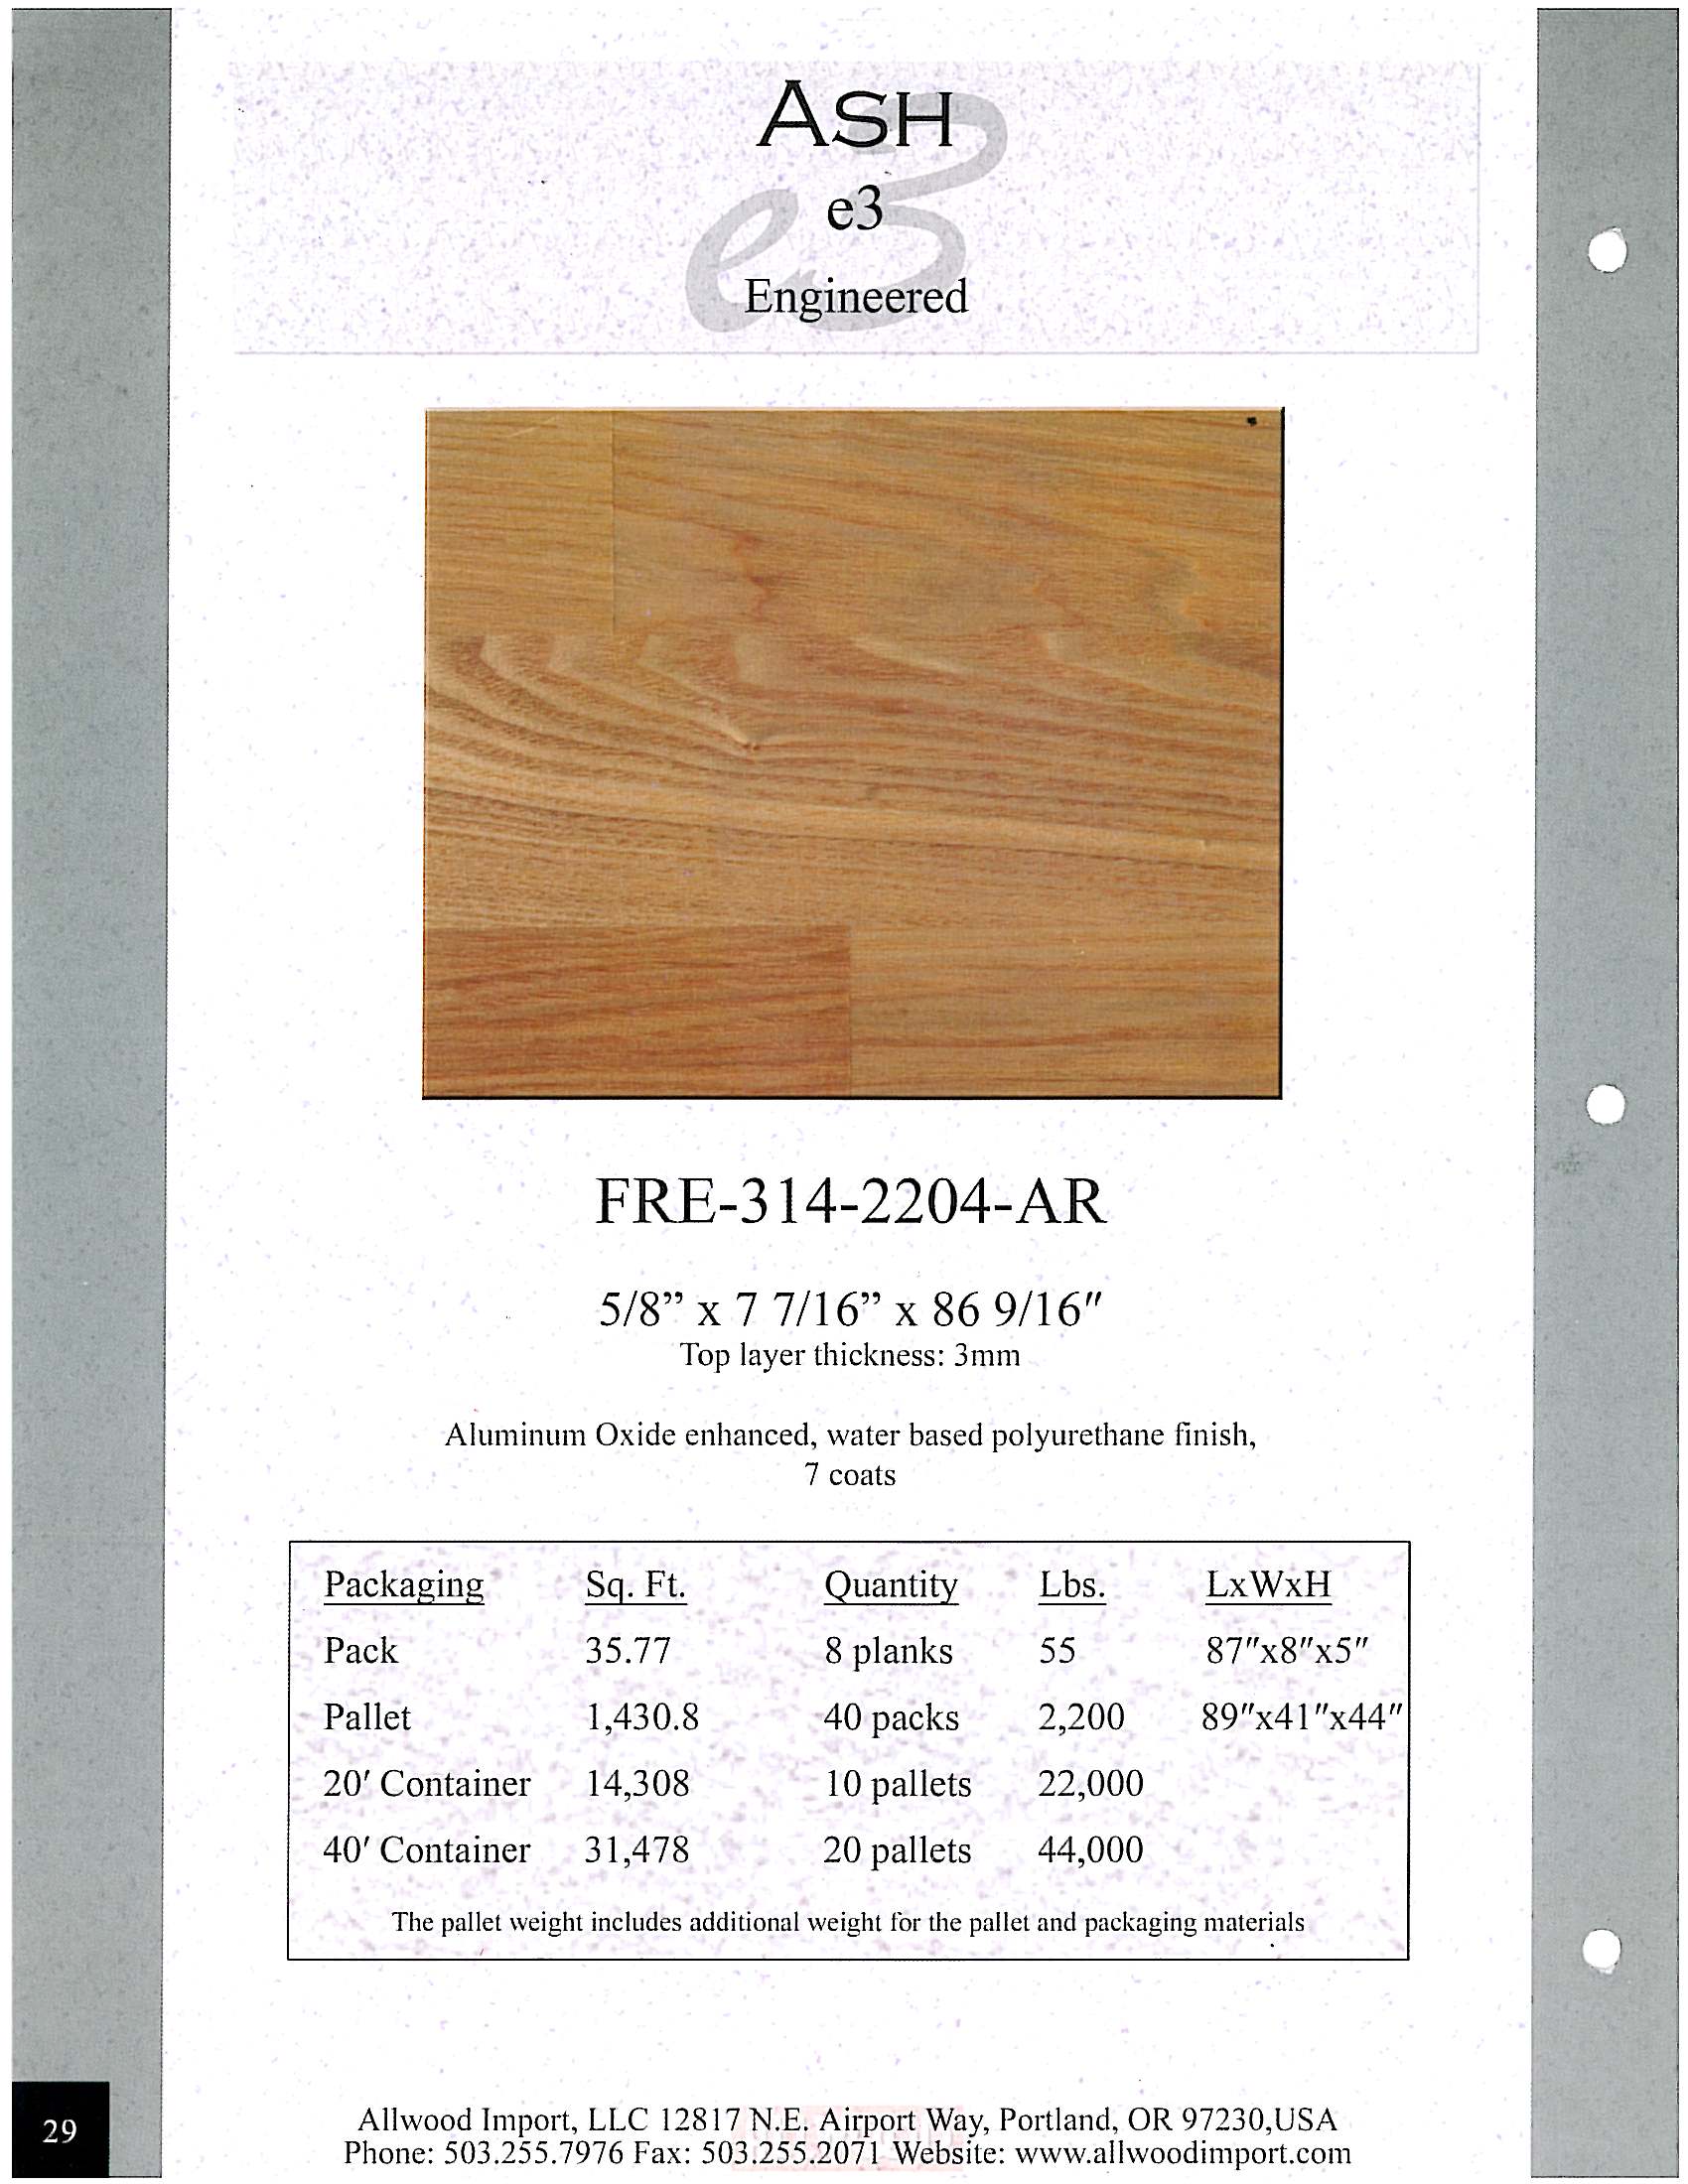 ASH
e3
e3
Engineered
FRE-314-2204-AR
5/8” x 7 7/16” x 86 9/16"
Top layer thickness: 3mm
Aluminum Oxide enhanced, water based polyurethane finish,
7 coats
Packaging Sq. Ft. Quantity Lbs. LxWxH
Pack 35.77 8 planks 55 87"x8"x5"
Pallet 1,430.8 40 packs 2,200 89"x41"x44"
20' Container 14,308 10 pallets 22,000
40' Container 31,478 20 pallets 44,000
The pallet weight includes additional weight for the pallet and packaging materials
29
Allwood Import, LLC 12817 N.E. Airport Way, Portland, OR 97230,USA
Phone: 503.255.7976 Fax: 503.255.2071 Website: www.allwoodimport.com